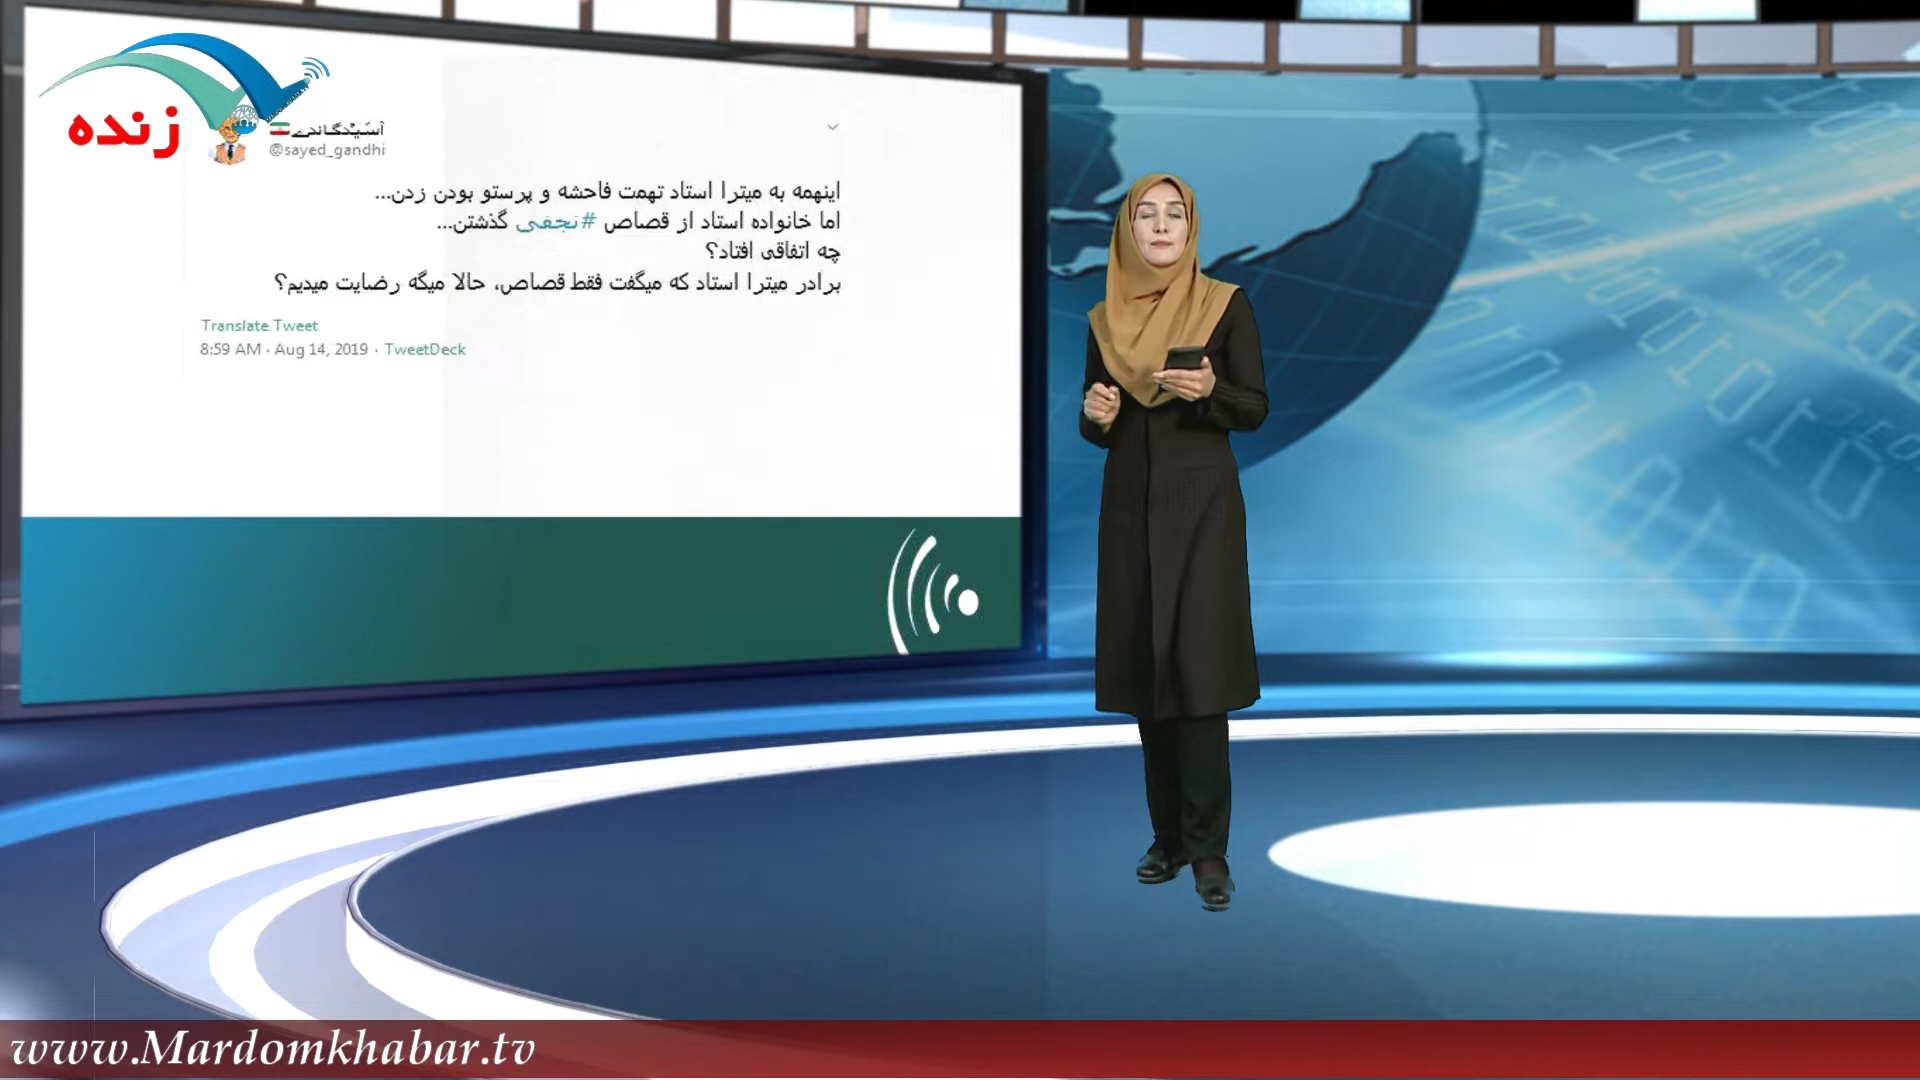 زنده
آسَیِّدگاندے
@sayed_gandhi
اینهمه به میترا استاد تهمت فاحشه و پرستو بودن زدن...
اما خانواده استاد از قصاص #نجفی گذشتن...
چه اتفاقی افتاد؟
برادر میترا استاد که میگفت فقط قصاص، حالا میگه رضایت میدیم؟
Translate Tweet
8:59 AM · Aug 14, 2019 · TweetDeck
www.Mardomkhabar.tv